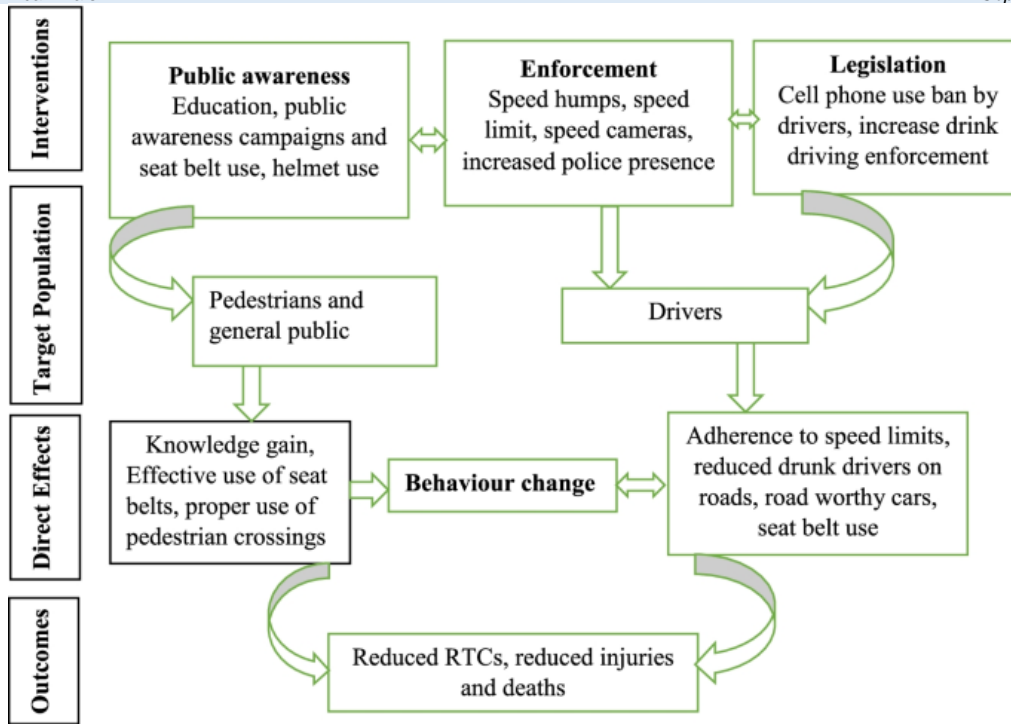 Interventions
Public awareness
Education, public
awareness campaigns and
seat belt use, helmet use
Enforcement
Speed humps, speed
limit, speed cameras,
increased police presence
Legislation
Cell phone use ban by
drivers, increase drink
driving enforcement
Target Population
Pedestrians and
general public
Drivers
Direct Effects
Knowledge gain,
Effective use of seat
belts, proper use of
pedestrian crossings
Behaviour change
Adherence to speed limits,
reduced drunk drivers on
roads, road worthy cars,
seat belt use
Outcomes
Reduced RTCs, reduced injuries
and deaths